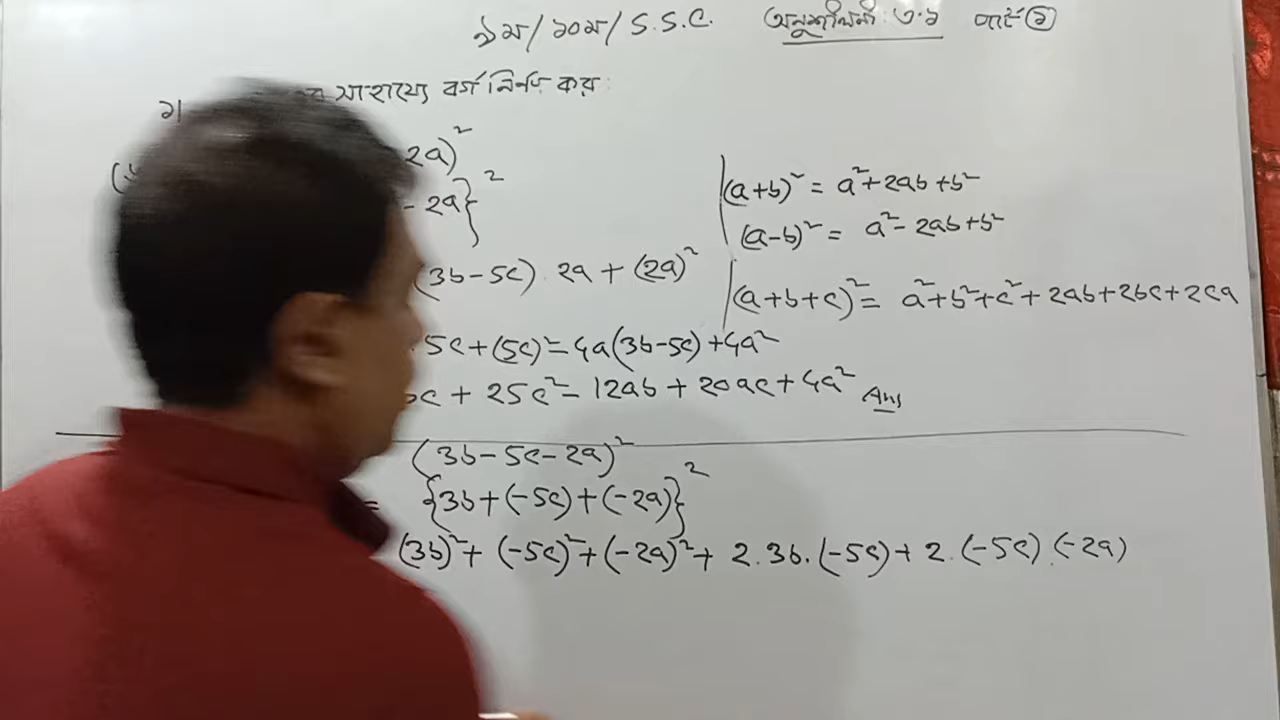 ৯ম/১০ম/S.S.C. অনুশীলনী ৩.১ পার্ট ②
১। সাহায্যে বর্গ নির্ণয় কর:
2a)²
- 2a}²
(3b-5c) . 2a + (2a)²
. 5c + (5c)² - 4a(3b-5c) + 4a²
c + 25c² - 12ab + 20ac + 4a² Ans
(a+b)² = a²+2ab+b²
(a-b)² = a²-2ab+b²
(a+b+c)² = a²+b²+c²+2ab+2bc+2ca
(3b-5c-2a)²
= {3b+(-5c)+(-2a)}²
(3b)²+(-5c)²+(-2a)²+ 2.3b.(-5c)+ 2.(-5c).(-2a)